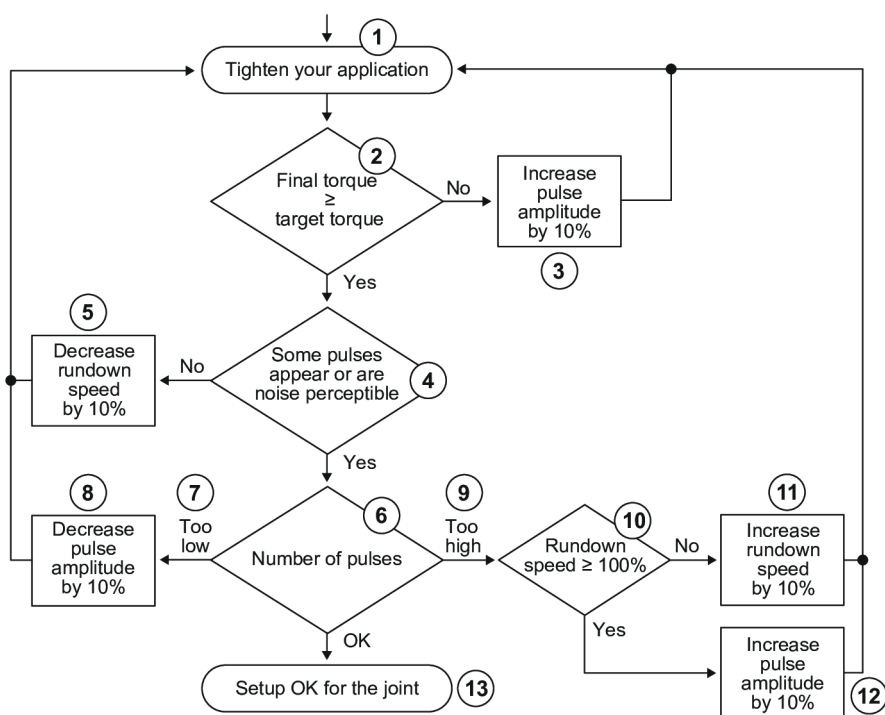 1
Tighten your application
2
Final torque
≥
target torque
No
Increase
pulse
amplitude
by 10%
3
Yes
5
Decrease
rundown
speed
by 10%
No
Some pulses
appear or are
noise perceptible
4
Yes
8
Decrease
pulse
amplitude
by 10%
7
Too
low
6
Number of pulses
9
Too
high
10
Rundown
speed ≥ 100%
No
11
Increase
rundown
speed
by 10%
Yes
Increase
pulse
amplitude
by 10%
12
OK
Setup OK for the joint
13